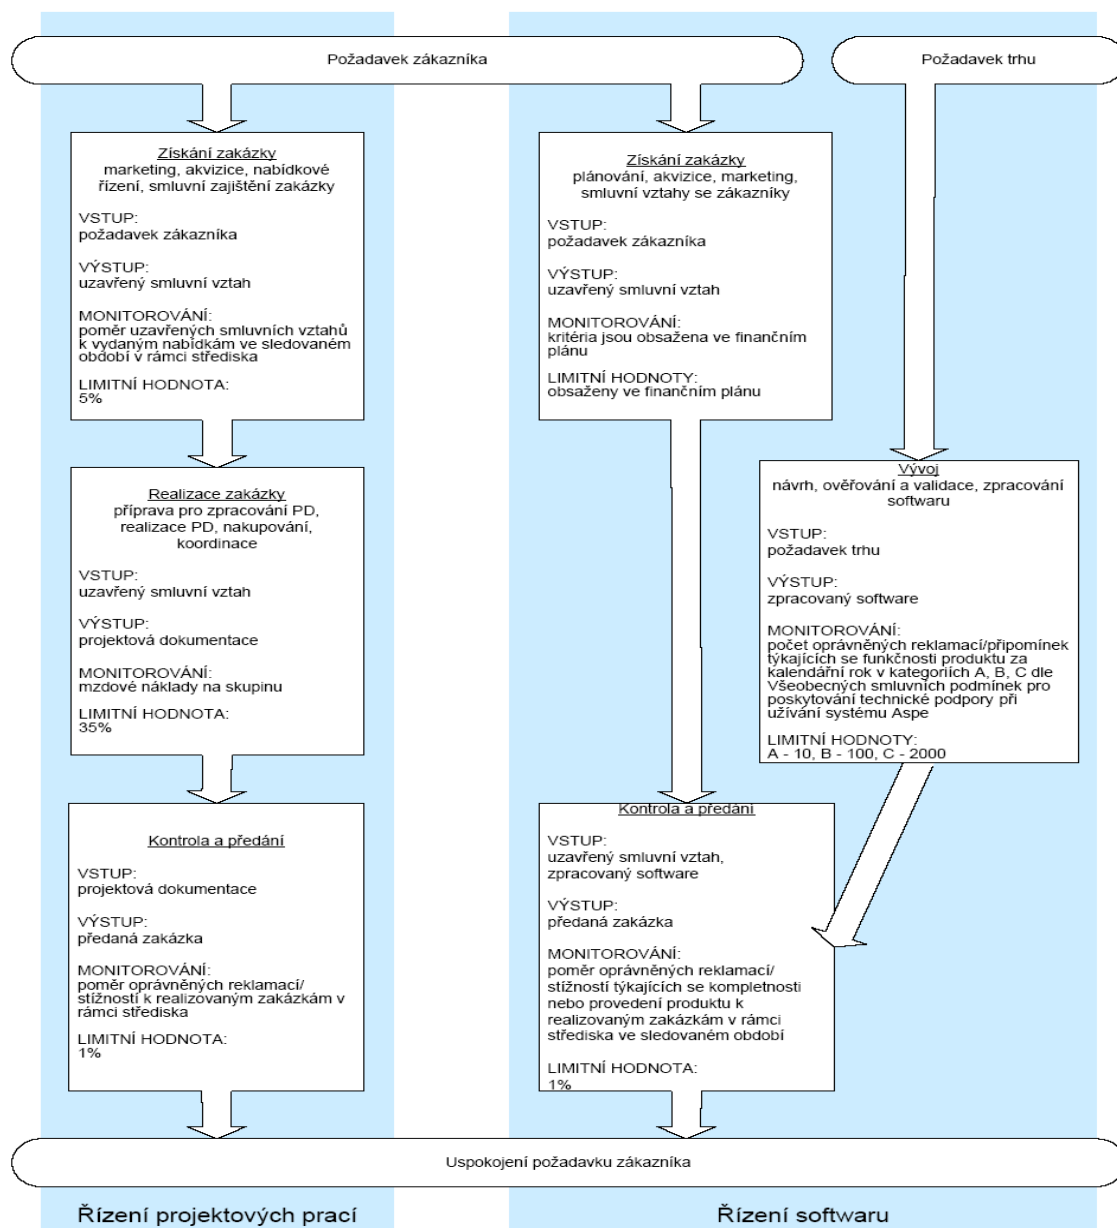 Požadavek zákazníka
Požadavek trhu
Získání zakázky
marketing, akvizice, nabídkové
řízení, smluvní zajištění zakázky
VSTUP:
požadavek zákazníka
VÝSTUP:
uzavřený smluvní vztah
MONITOROVÁNÍ:
poměr uzavřených smluvních vztahů
k vydaným nabídkám ve sledovaném
období v rámci střediska
LIMITNÍ HODNOTA:
5%
Realizace zakázky
příprava pro zpracování PD,
realizace PD, nakupování,
koordinace
VSTUP:
uzavřený smluvní vztah
VÝSTUP:
projektová dokumentace
MONITOROVÁNÍ:
mzdové náklady na skupinu
LIMITNÍ HODNOTA:
35%
Kontrola a předání
VSTUP:
projektová dokumentace
VÝSTUP:
předaná zakázka
MONITOROVÁNÍ:
poměr oprávněných reklamací/
stížností k realizovaným zakázkám v
rámci střediska
LIMITNÍ HODNOTA:
1%
Získání zakázky
plánování, akvizice, marketing,
smluvní vztahy se zákazníky
VSTUP:
požadavek zákazníka
VÝSTUP:
uzavřený smluvní vztah
MONITOROVÁNÍ:
kritéria jsou obsažena ve finančním
plánu
LIMITNÍ HODNOTY:
obsaženy ve finančním plánu
Vývoj
návrh, ověřování a validace, zpracování
softwaru
VSTUP:
požadavek trhu
VÝSTUP:
zpracovaný software
MONITOROVÁNÍ:
počet oprávněných reklamací/připomínek
týkajících se funkčnosti produktu za
kalendářní rok v kategoriích A, B, C dle
Všeobecných smluvních podmínek pro
poskytování technické podpory při
užívání systému Aspe
LIMITNÍ HODNOTY:
A - 10, B - 100, C - 2000
Kontrola a předání
VSTUP:
uzavřený smluvní vztah,
zpracovaný software
VÝSTUP:
předaná zakázka
MONITOROVÁNÍ:
poměr oprávněných reklamací/
stížností týkajících se kompletnosti
nebo provedení produktu k
realizovaným zakázkám v rámci
střediska ve sledovaném období
LIMITNÍ HODNOTA:
1%
Uspokojení požadavku zákazníka
Řízení projektových prací
Řízení softwaru